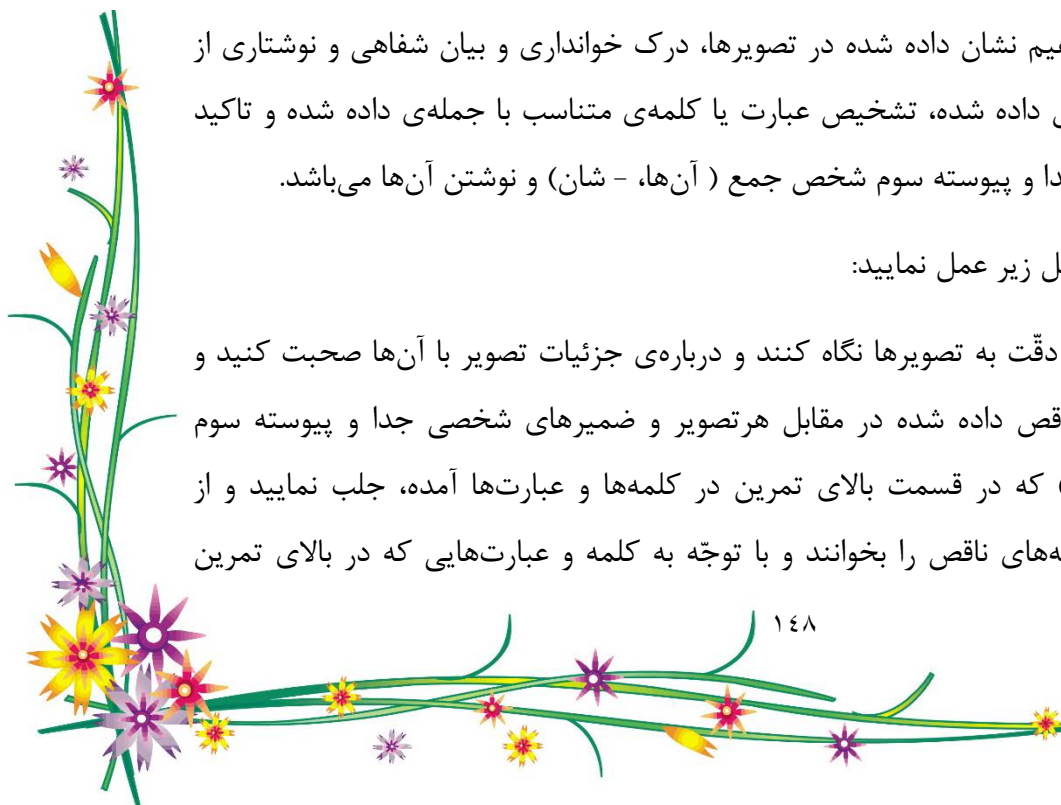 نشان داده شده در تصویرها، درک خوانداری و بیان شفاهی و نوشتاری از
داده شده، تشخیص عبارت یا کلمه‌ی متناسب با جمله‌ی داده شده و تاکید
و پیوسته سوم شخص جمع ( آن‌ها، - شان) و نوشتن آن‌ها می‌باشد.
زیر عمل نمایید:
دقّت به تصویرها نگاه کنند و درباره‌ی جزئیات تصویر با آن‌ها صحبت کنید و
داده شده در مقابل هرتصویر و ضمیرهای شخصی جدا و پیوسته سوم
) که در قسمت بالای تمرین در کلمه‌ها و عبارت‌ها آمده، جلب نمایید و از
ناقص را بخوانند و با توجّه به کلمه و عبارت‌هایی که در بالای تمرین
۱۴۸